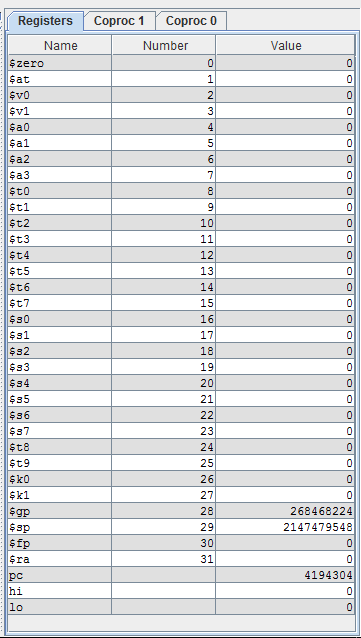 Registers Coproc 1 Coproc 0
Name Number Value
$zero 0 0
$at 1 0
$v0 2 0
$v1 3 0
$a0 4 0
$a1 5 0
$a2 6 0
$a3 7 0
$t0 8 0
$t1 9 0
$t2 10 0
$t3 11 0
$t4 12 0
$t5 13 0
$t6 14 0
$t7 15 0
$s0 16 0
$s1 17 0
$s2 18 0
$s3 19 0
$s4 20 0
$s5 21 0
$s6 22 0
$s7 23 0
$t8 24 0
$t9 25 0
$k0 26 0
$k1 27 0
$gp 28 268468224
$sp 29 2147479548
$fp 30 0
$ra 31 0
pc 4194304
hi 0
lo 0